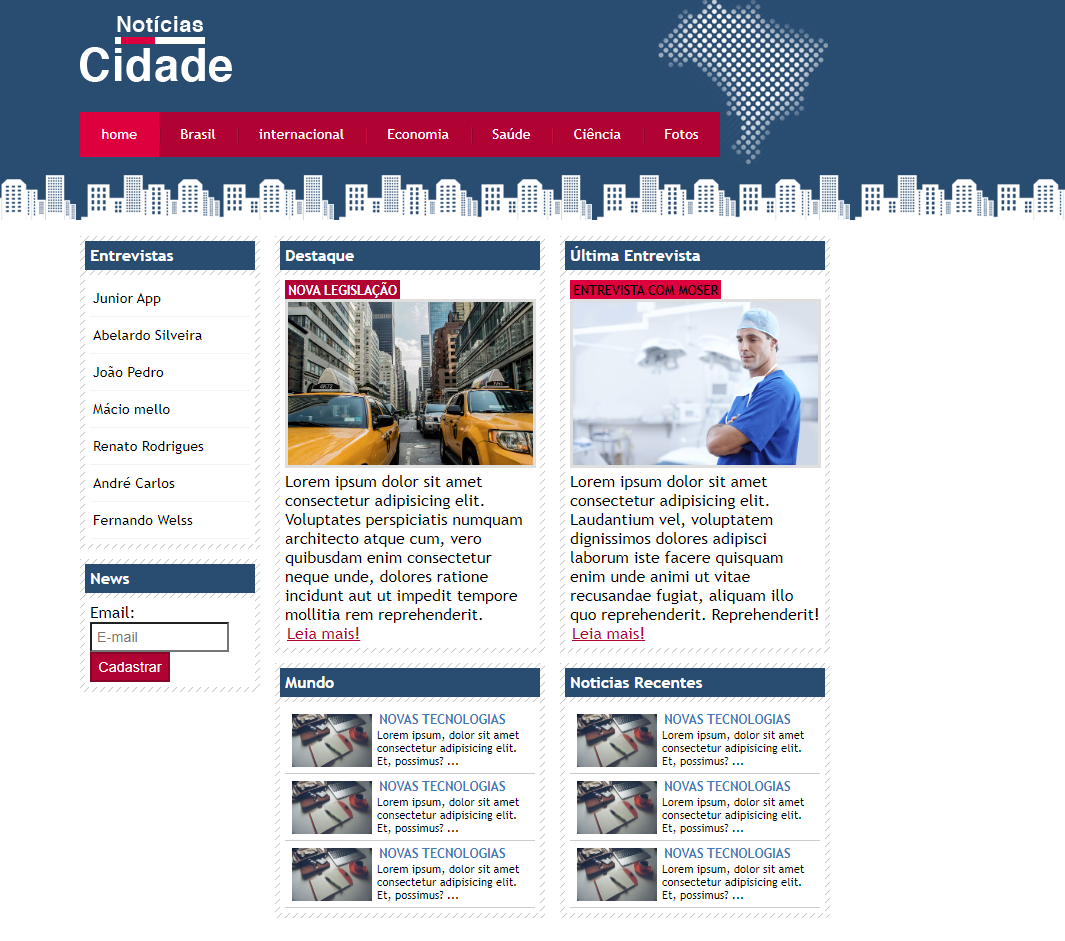 Notícias
Cidade
home Brasil internacional Economia Saúde Ciência Fotos
Entrevistas
Junior App
Abelardo Silveira
João Pedro
Mácio mello
Renato Rodrigues
André Carlos
Fernando Welss
News
Email:
E-mail
Cadastrar
Destaque
NOVA LEGISLAÇÃO
Lorem ipsum dolor sit amet
consectetur adipisicing elit.
Voluptates perspiciatis numquam
architecto atque cum, vero
quibusdam enim consectetur
neque unde, dolores ratione
incidunt aut ut impedit tempore
mollitia rem reprehenderit.
Leia mais!
Última Entrevista
ENTREVISTA COM MOSER
Lorem ipsum dolor sit amet
consectetur adipisicing elit.
Laudantium vel, voluptatem
dignissimos dolores adipisci
laborum iste facere quisquam
enim unde animi ut vitae
recusandae fugiat, aliquam illo
quo reprehenderit. Reprehenderit!
Leia mais!
Mundo
NOVAS TECNOLOGIAS
Lorem ipsum, dolor sit amet
consectetur adipisicing elit.
Et, possimus? ...
NOVAS TECNOLOGIAS
Lorem ipsum, dolor sit amet
consectetur adipisicing elit.
Et, possimus? ...
NOVAS TECNOLOGIAS
Lorem ipsum, dolor sit amet
consectetur adipisicing elit.
Et, possimus? ...
Noticias Recentes
NOVAS TECNOLOGIAS
Lorem ipsum, dolor sit amet
consectetur adipisicing elit.
Et, possimus? ...
NOVAS TECNOLOGIAS
Lorem ipsum, dolor sit amet
consectetur adipisicing elit.
Et, possimus? ...
NOVAS TECNOLOGIAS
Lorem ipsum, dolor sit amet
consectetur adipisicing elit.
Et, possimus? ...